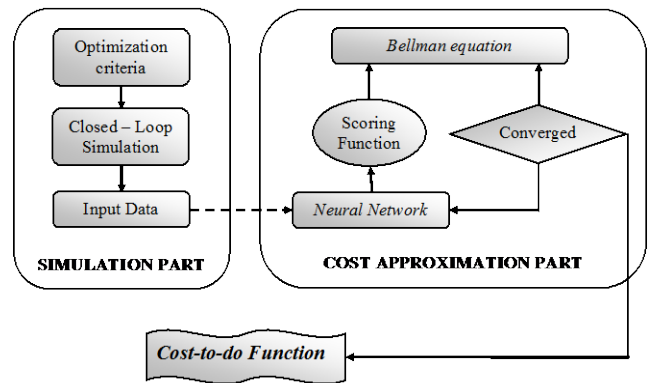 Optimization
criteria
Closed – Loop
Simulation
Input Data
SIMULATION PART
Bellman equation
Scoring
Function
Converged
Neural Network
COST APPROXIMATION PART
Cost-to-do Function